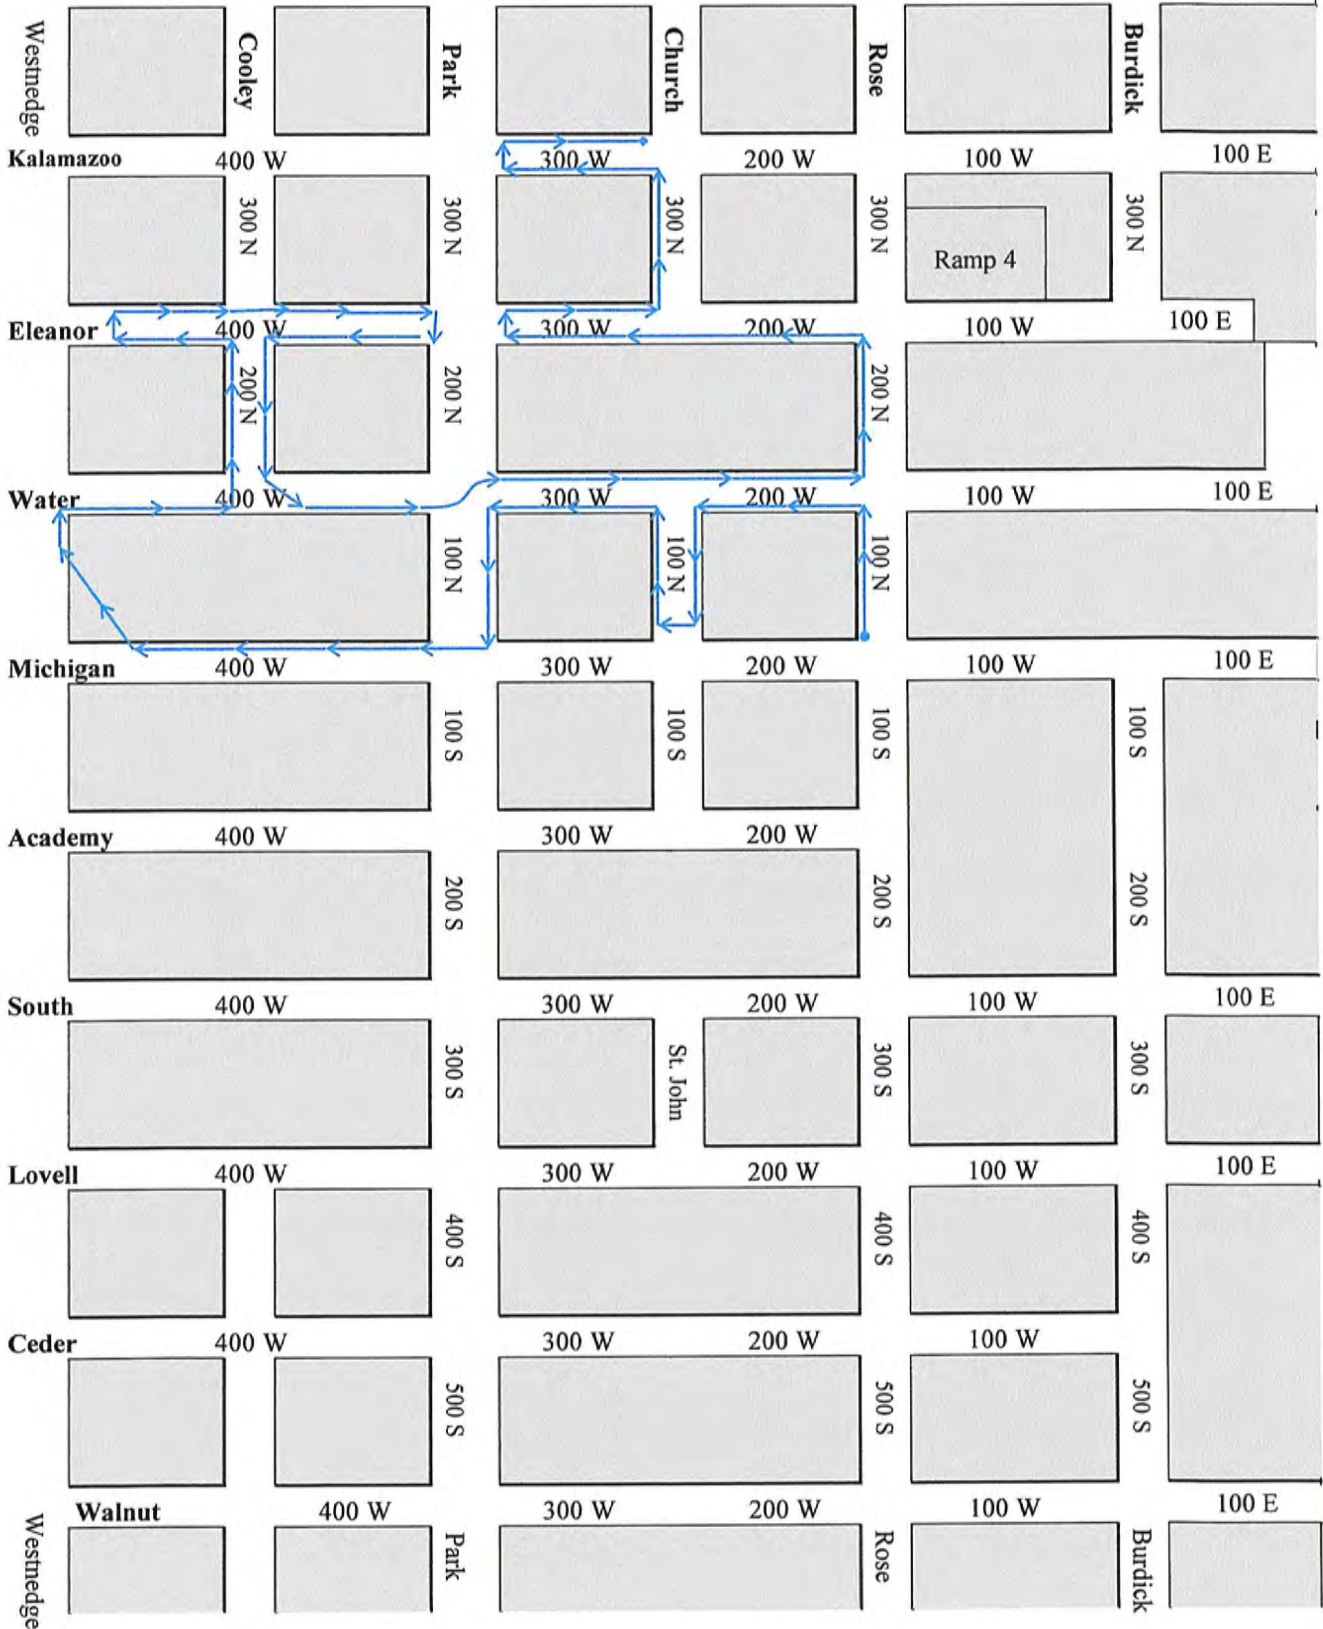 Westnedge
Cooley
Park
Church
Rose
Burdick
Kalamazoo 400 W 300 W 200 W 100 W 100 E
300 N 300 N 300 N 300 N 300 N
Ramp 4
Eleanor 400 W 300 W 200 W 100 W 100 E
200 N 200 N 200 N
Water 400 W 300 W 200 W 100 W 100 E
100 N 100 N 100 N
Michigan 400 W 300 W 200 W 100 W 100 E
100 S 100 S 100 S 100 S
Academy 400 W 300 W 200 W
200 S 200 S 200 S
South 400 W 300 W 200 W 100 W 100 E
300 S St. John 300 S 300 S
Lovell 400 W 300 W 200 W 100 W 100 E
400 S 400 S 400 S
Ceder 400 W 300 W 200 W 100 W
500 S 500 S 500 S
Walnut 400 W 300 W 200 W 100 W 100 E
Westnedge
Park
Rose
Burdick